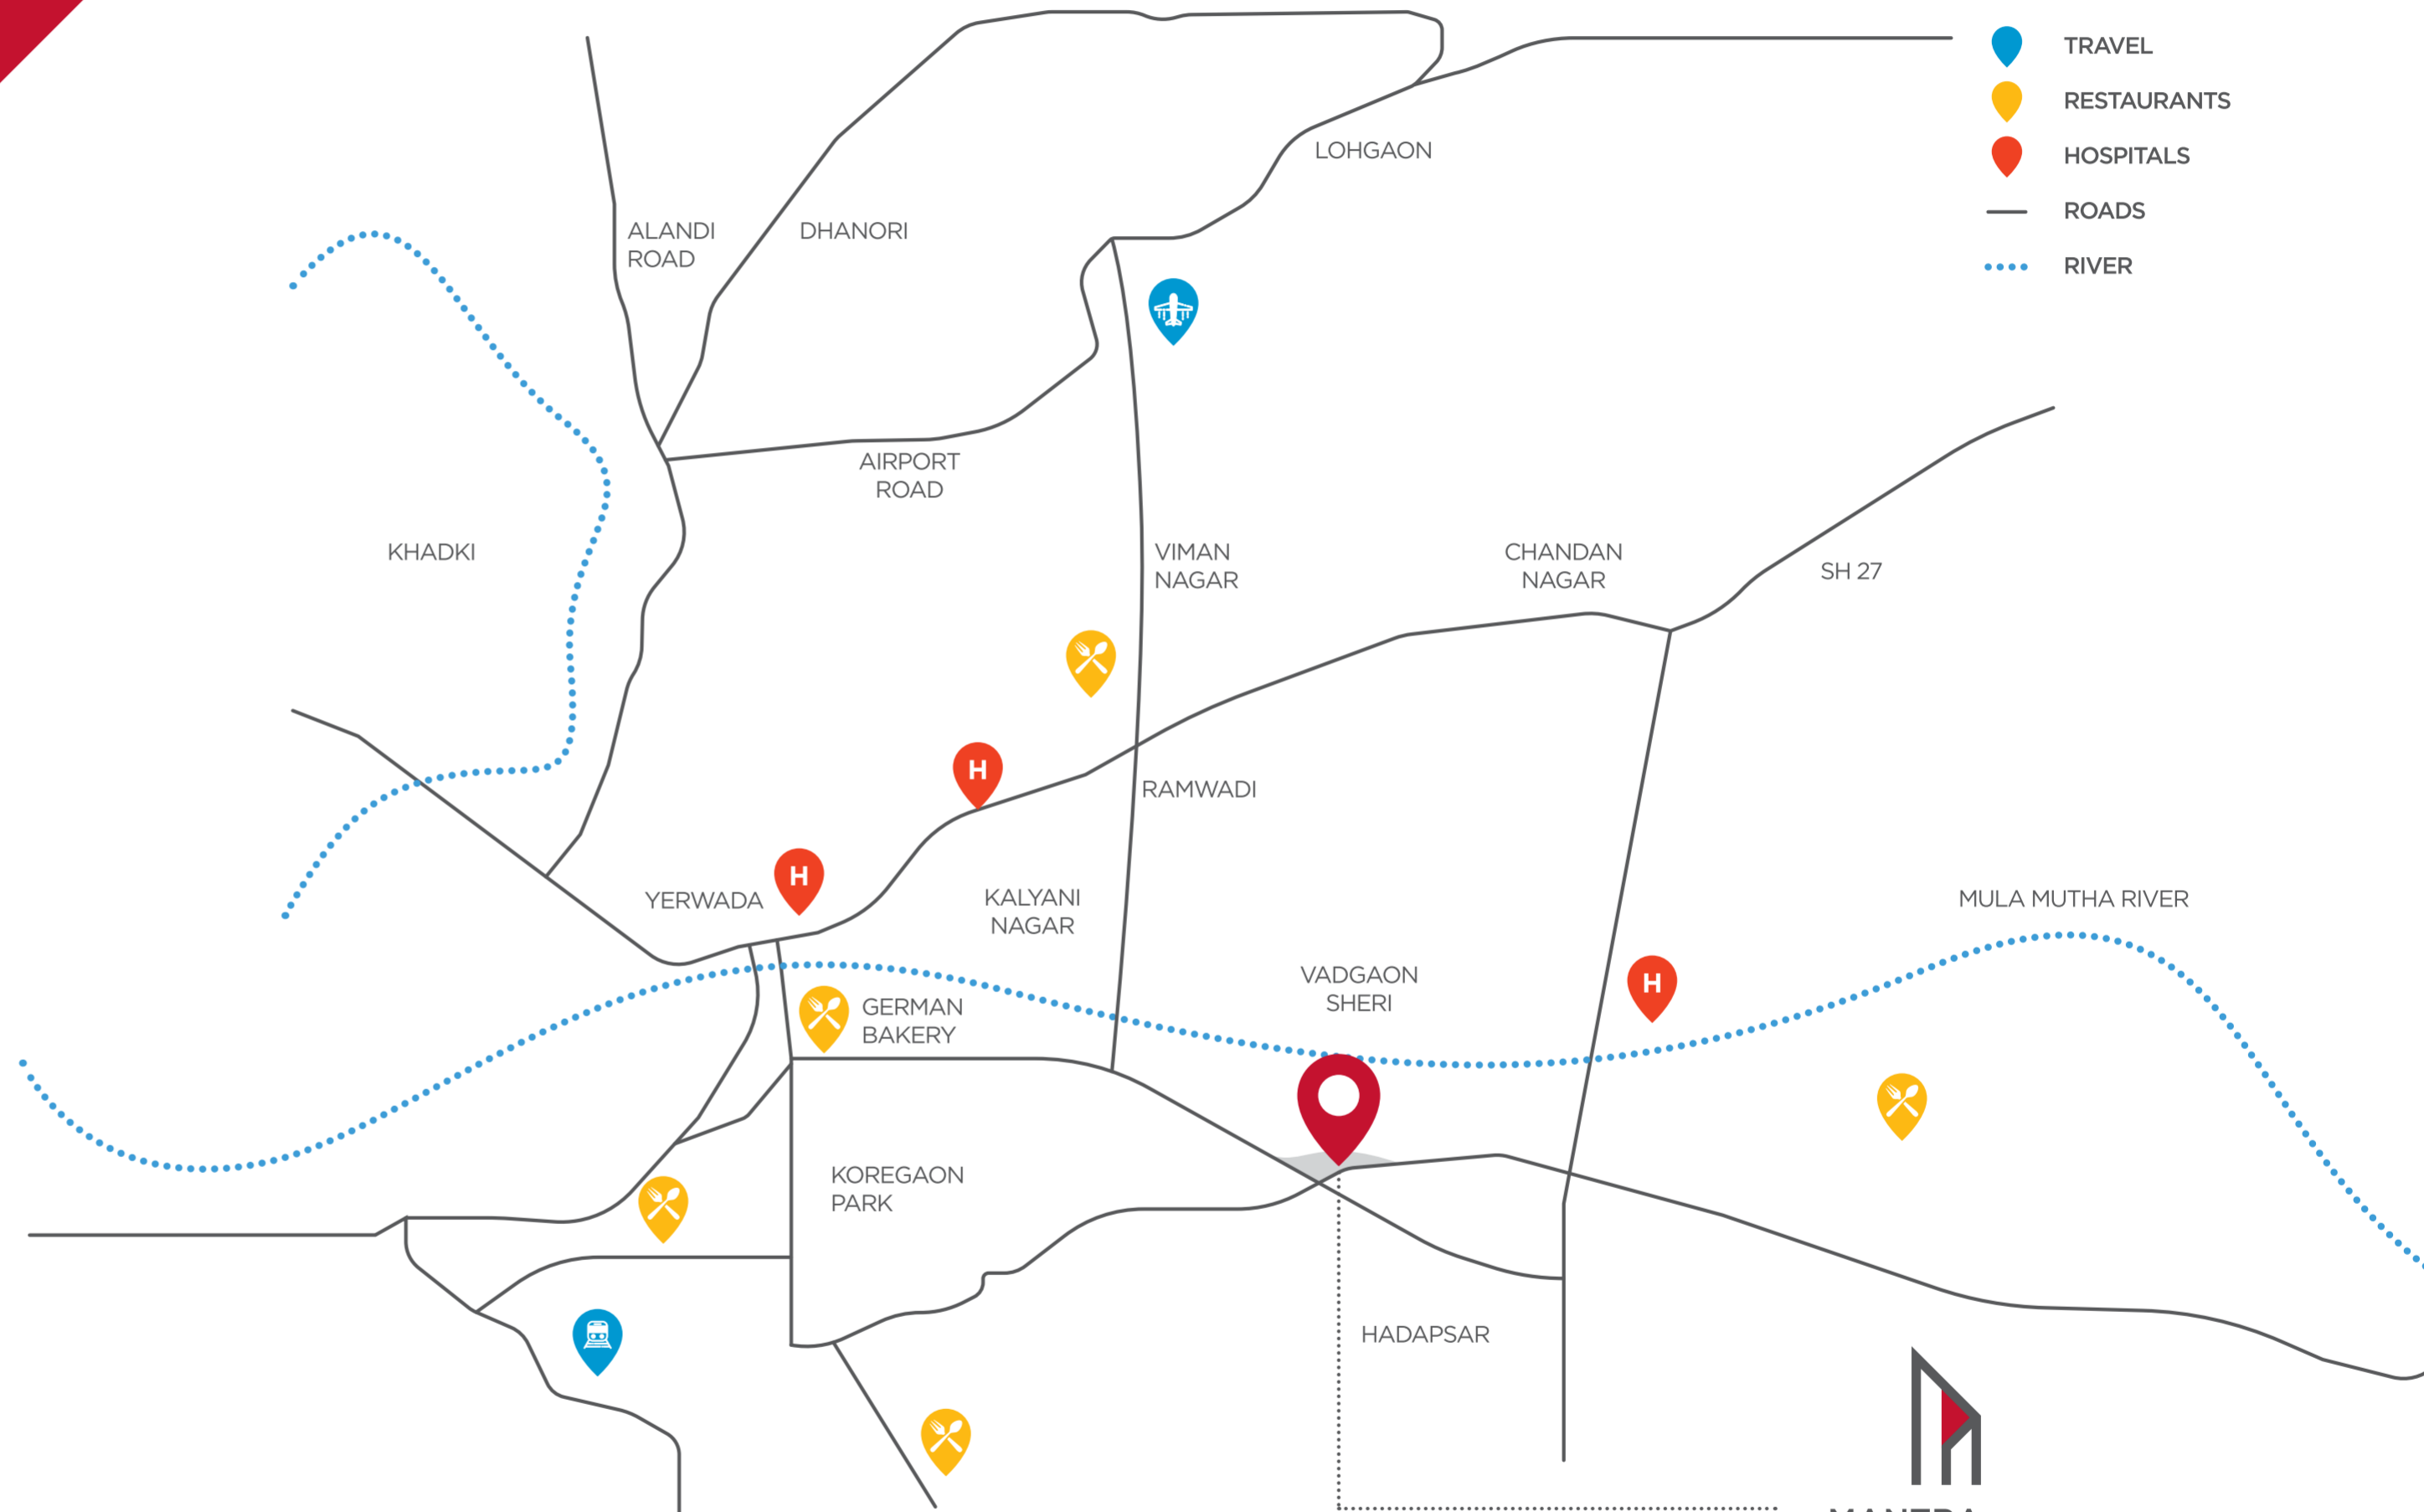 TRAVEL
RESTAURANTS
HOSPITALS
ROADS
RIVER
LOHGAON
ALANDI
ROAD
DHANORI
AIRPORT
ROAD
KHADKI
VIMAN
NAGAR
CHANDAN
NAGAR
SH 27
H
RAMWADI
H
YERWADA
KALYANI
NAGAR
MULA MUTHA RIVER
VADGAON
SHERI
H
GERMAN
BAKERY
KOREGAON
PARK
HADAPSAR